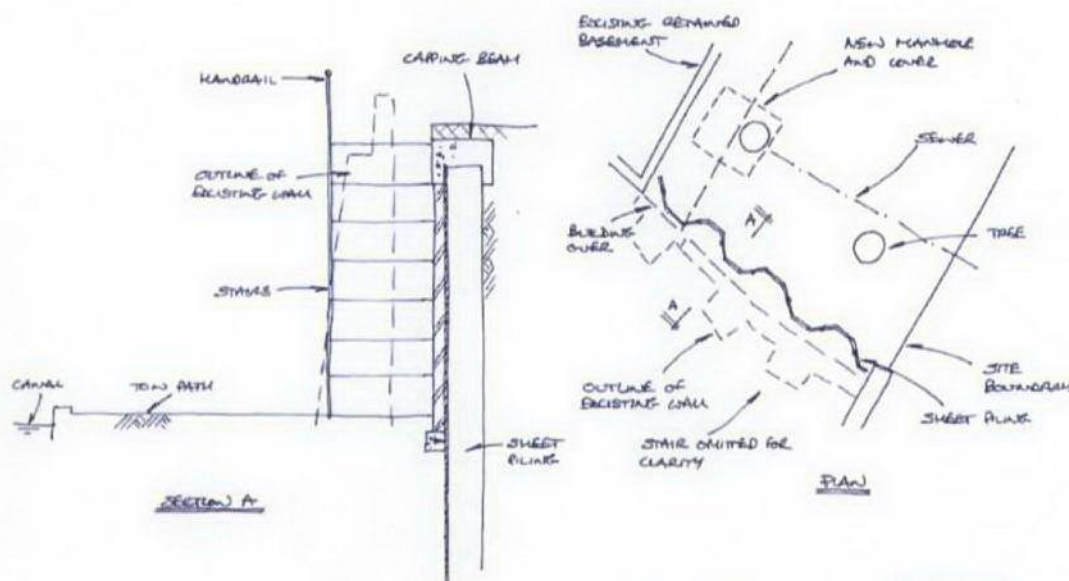 HANDRAIL
CAPPING BEAM
OUTLINE OF
EXISTING WALL
STAIRS
CANAL
TOW PATH
SHEET
PILING
SECTION A
EXISTING RETAINED
BASEMENT
NEW MANHOLE
AND COVER
SEWER
A
TREE
BUILDING
OVER
A
OUTLINE OF
EXISTING WALL
SITE
BOUNDARY
SHEET PILING
STAIR OMITTED FOR
CLARITY
PLAN